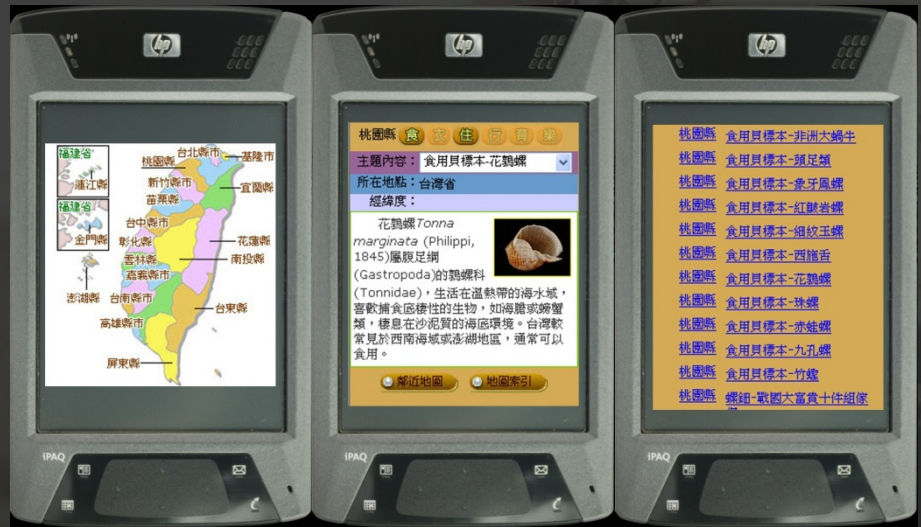 hp
福建省
連江縣
福建省
金門縣
澎湖縣
台北縣市
基隆市
桃園縣
新竹縣市
宜蘭縣
苗栗縣
台中縣市
彰化縣
花蓮縣
雲林縣
南投縣
嘉義縣市
台南縣市
台東縣
高雄縣市
屏東縣
iPAQ
hp
桃園縣 食 衣 住 行 育 樂
主題內容： 食用貝標本-花鶉螺
所在地點：台灣省
經緯度：
花鶉螺Tonna
marginata (Philippi,
1845)屬腹足綱
(Gastropoda)的鶉螺科
(Tonnidae)，生活在溫熱帶的海水域，
喜歡捕食底棲性的生物，如海膽或螃蟹
類，棲息在沙泥質的海底環境。台灣較
常見於西南海域或澎湖地區，通常可以
食用。
鄰近地圖 地圖索引
iPAQ
hp
桃園縣 食用貝標本-非洲大蝸牛
桃園縣 食用貝標本-頭足類
桃園縣 食用貝標本-象牙鳳螺
桃園縣 食用貝標本-紅皺岩螺
桃園縣 食用貝標本-細紋玉螺
桃園縣 食用貝標本-西施舌
桃園縣 食用貝標本-花鶉螺
桃園縣 食用貝標本-珠螺
桃園縣 食用貝標本-赤蛙螺
桃園縣 食用貝標本-九孔螺
桃園縣 食用貝標本-竹蟶
桃園縣 螺鈿-戰國大富貴十件組傢
iPAQ